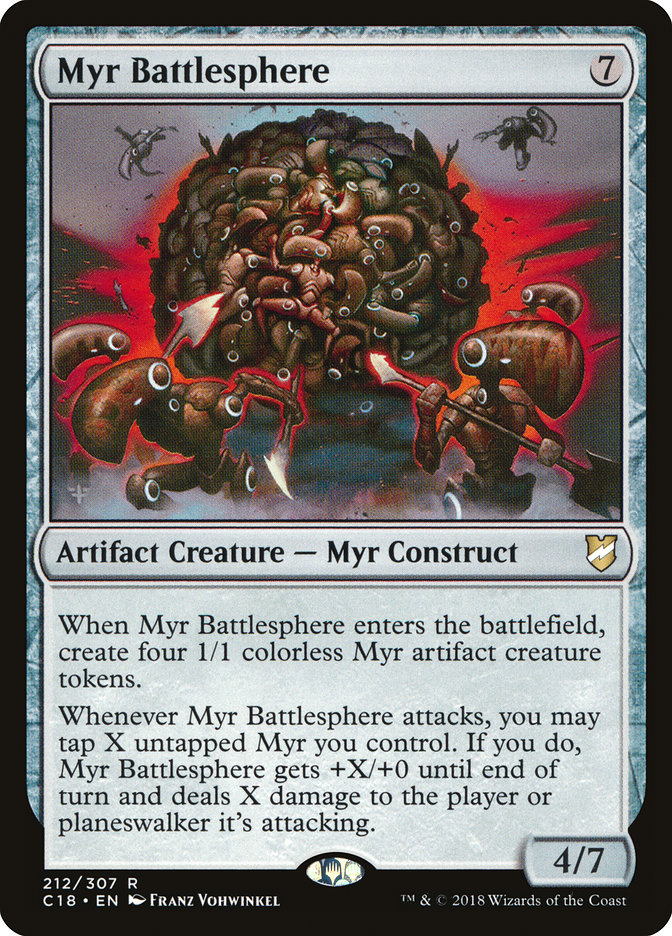 Myr Battlesphere
7
Artifact Creature — Myr Construct
When Myr Battlesphere enters the battlefield,
create four 1/1 colorless Myr artifact creature
tokens.
Whenever Myr Battlesphere attacks, you may
tap X untapped Myr you control. If you do,
Myr Battlesphere gets +X/+0 until end of
turn and deals X damage to the player or
planeswalker it's attacking.
4/7
212/307 R
C18 • EN Franz Vohwinkel
™ & © 2018 Wizards of the Coast